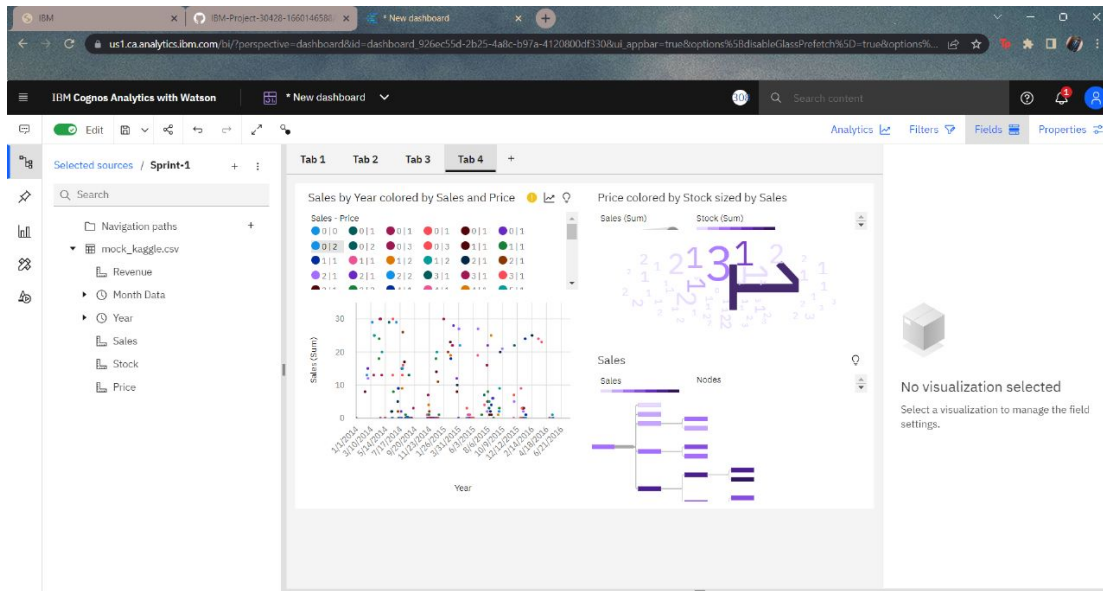 IBM
IBM-Project-30428-1660146588
* New dashboard
us1.ca.analytics.ibm.com/bi/?perspective=dashboard&id=dashboard_926ec55d-2b25-4a8c-b97a-4120800df330&ui_appbar=true&options%5BdisableGlassPrefetch%5D=true&options%...
IBM Cognos Analytics with Watson
* New dashboard
Search content
1
Edit
Analytics
Filters
Fields
Properties
Selected sources / Sprint-1
Search
Navigation paths
mock_kaggle.csv
Revenue
Month Data
Year
Sales
Stock
Price
Tab 1
Tab 2
Tab 3
Tab 4
Sales by Year colored by Sales and Price
Sales - Price
0|0 0|1 0|1 0|1 0|1 0|1
0|2 0|2 0|3 0|3 1|1 1|1
1|1 1|1 1|2 1|2 2|1 2|1
2|1 2|1 2|2 3|1 3|1 3|1
Sales (Sum)
30
20
10
0
1/1/2014
3/10/2014
5/14/2014
7/17/2014
9/20/2014
11/23/2014
1/26/2015
3/31/2015
6/3/2015
8/6/2015
10/9/2015
12/12/2015
2/14/2016
4/18/2016
6/21/2016
Year
Price colored by Stock sized by Sales
Sales (Sum)
Stock (Sum)
2 1 3 1 1
Sales
Sales
Nodes
No visualization selected
Select a visualization to manage the field
settings.